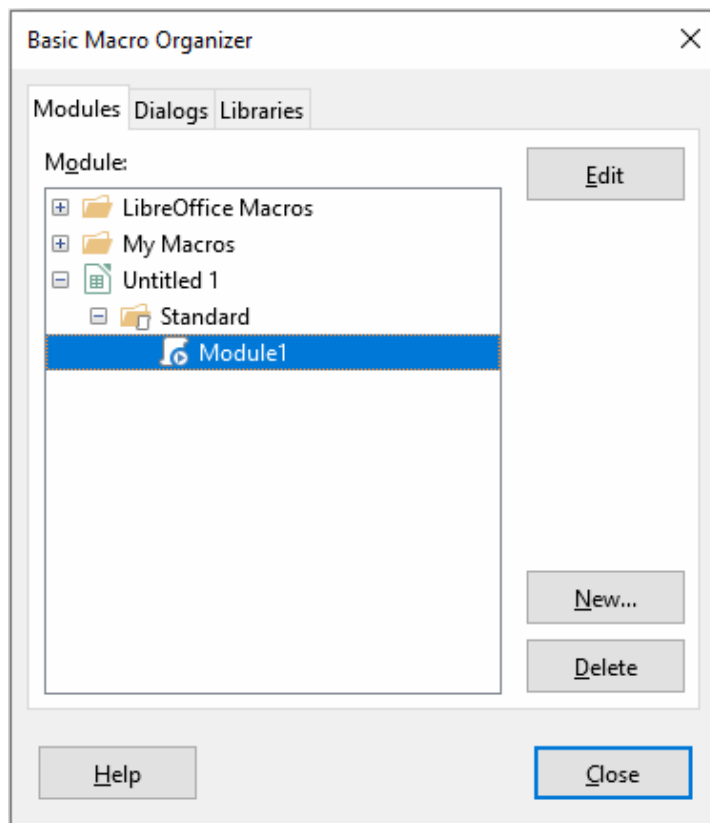 Basic Macro Organizer
Modules Dialogs Libraries
Module:
Edit
LibreOffice Macros
My Macros
Untitled 1
Standard
Module1
New...
Delete
Help
Close